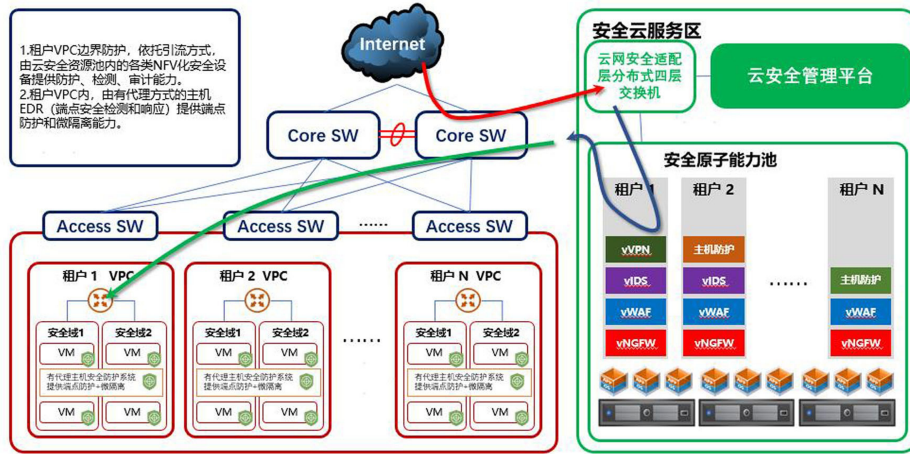 1.租户VPC边界防护，依托引流方式，
由云安全资源池内的各类NFV化安全设
备提供防护、检测、审计能力。
2.租户VPC内，由有代理方式的主机
EDR（端点安全检测和响应）提供端点
防护和微隔离能力。
Internet
Core SW
Core SW
Access SW
Access SW
......
Access SW
租户 1 VPC
安全域1
安全域2
VM
VM
有代理主机安全防护系统
提供端点防护+微隔离
VM
VM
租户 2 VPC
安全域1
安全域2
VM
VM
有代理主机安全防护系统
提供端点防护+微隔离
VM
VM
......
租户 N VPC
安全域1
安全域2
VM
VM
有代理主机安全防护系统
提供端点防护+微隔离
VM
VM
安全云服务区
云网安全适配
层分布式四层
交换机
云安全管理平台
安全原子能力池
租户 1
vVPN
vIDS
vWAF
vNGFW
租户 2
主机防护
vIDS
vWAF
vNGFW
......
租户 N
主机防护
vWAF
vNGFW